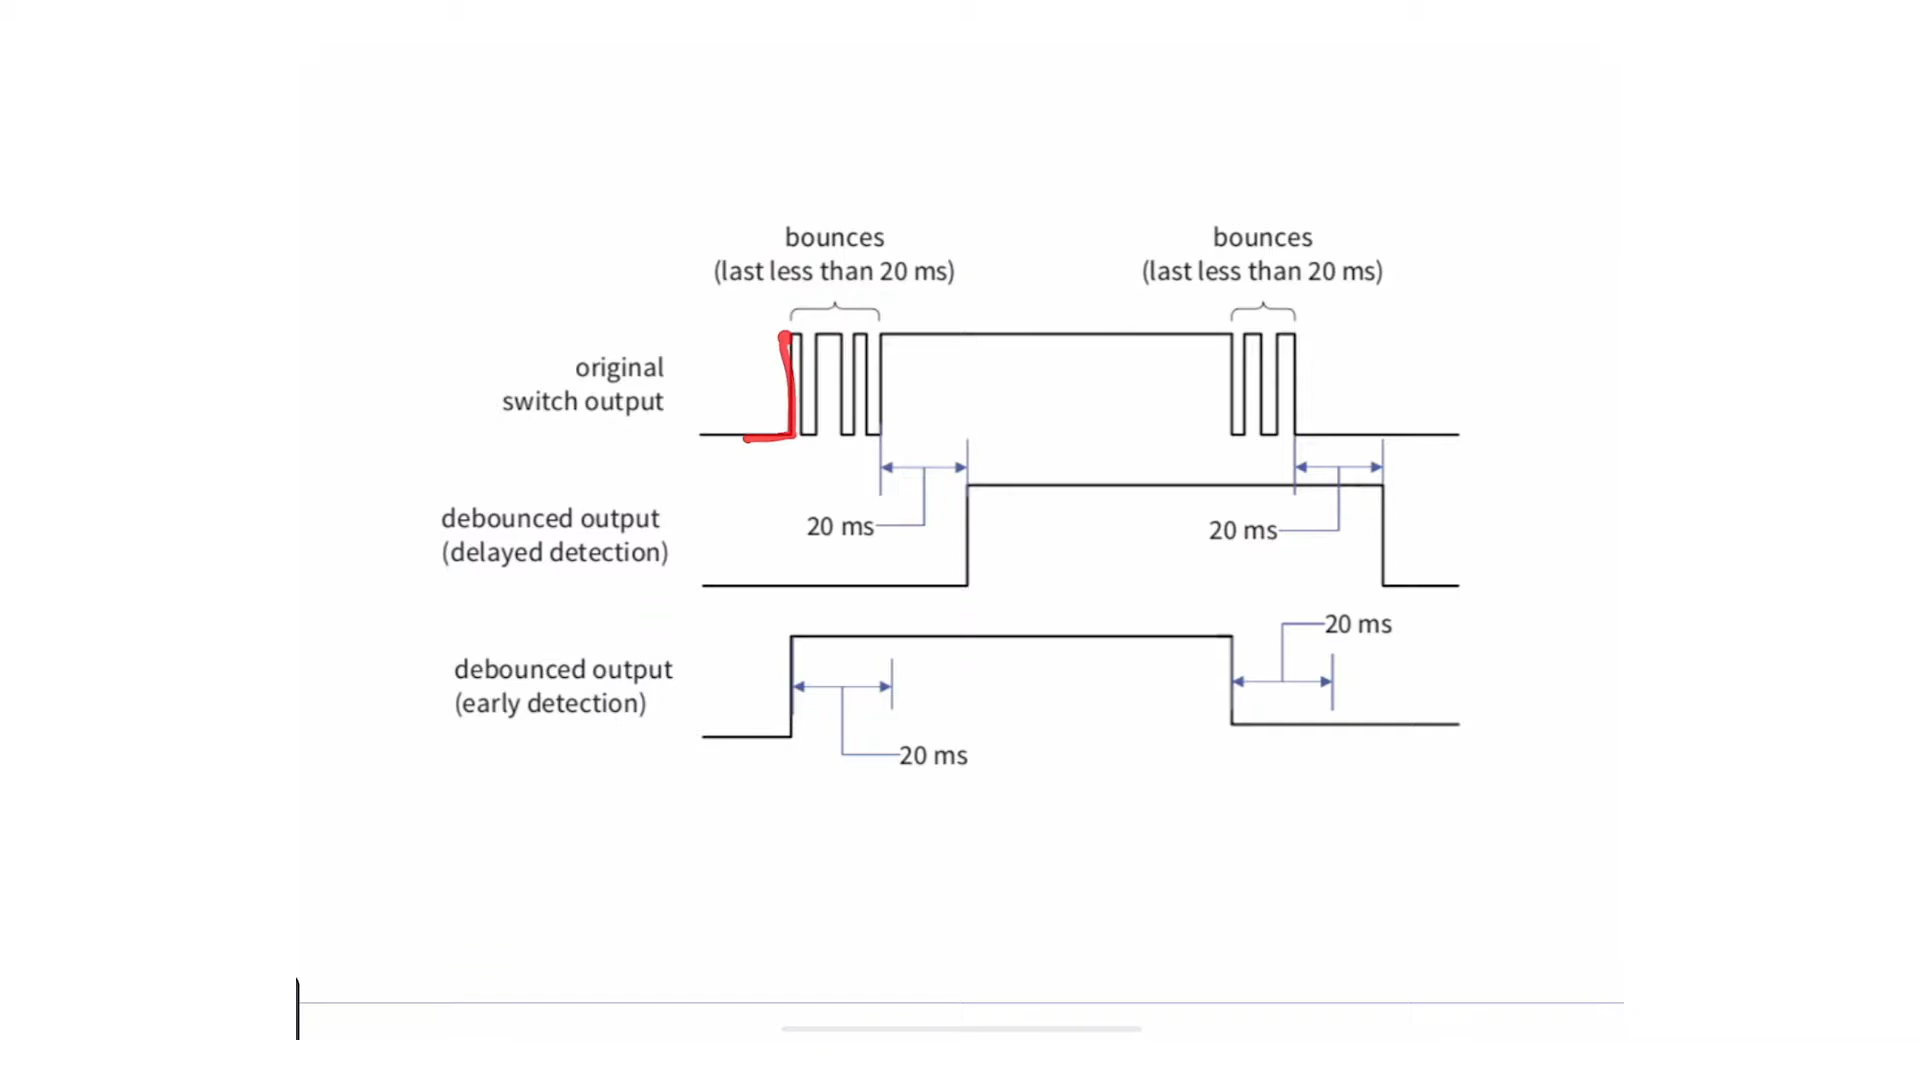 bounces
(last less than 20 ms)
bounces
(last less than 20 ms)
original
switch output
20 ms
20 ms
debounced output
(delayed detection)
20 ms
debounced output
(early detection)
20 ms